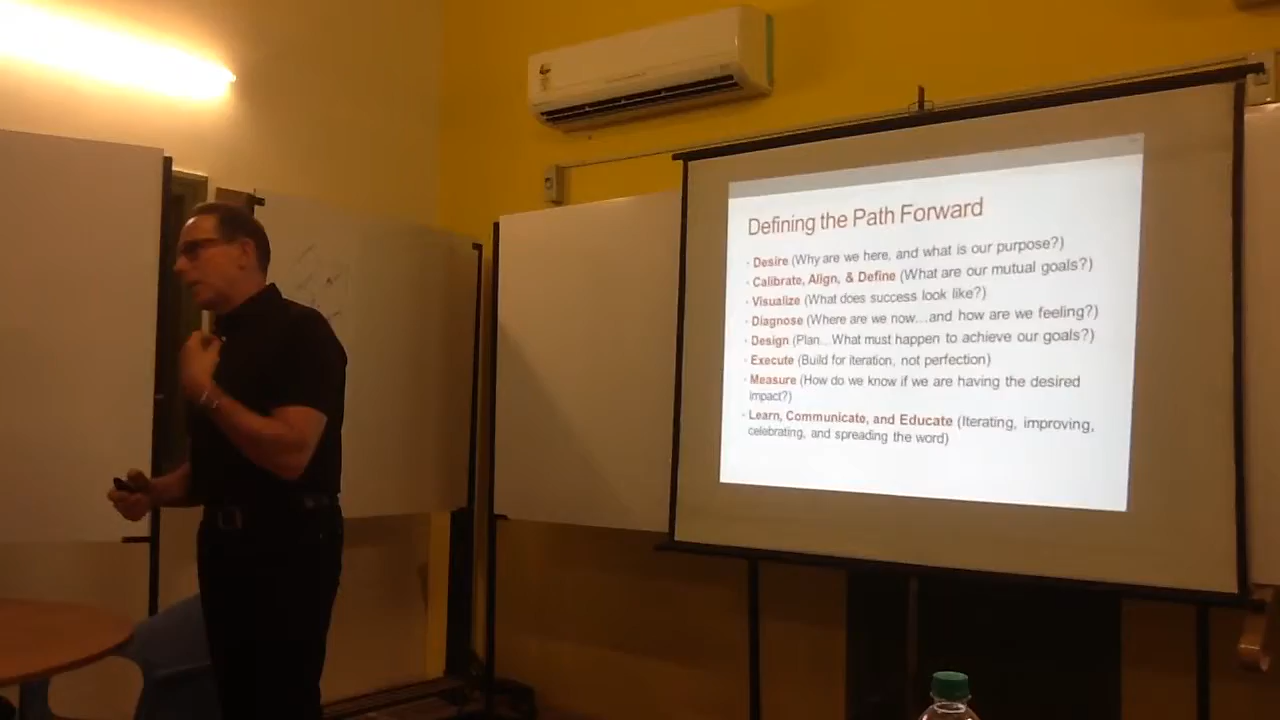 Defining the Path Forward
· Desire (Why are we here, and what is our purpose?)
· Calibrate, Align, & Define (What are our mutual goals?)
· Visualize (What does success look like?)
· Diagnose (Where are we now...and how are we feeling?)
· Design (Plan...What must happen to achieve our goals?)
· Execute (Build for iteration, not perfection)
· Measure (How do we know if we are having the desired
impact?)
· Learn, Communicate, and Educate (Iterating, improving,
celebrating, and spreading the word)